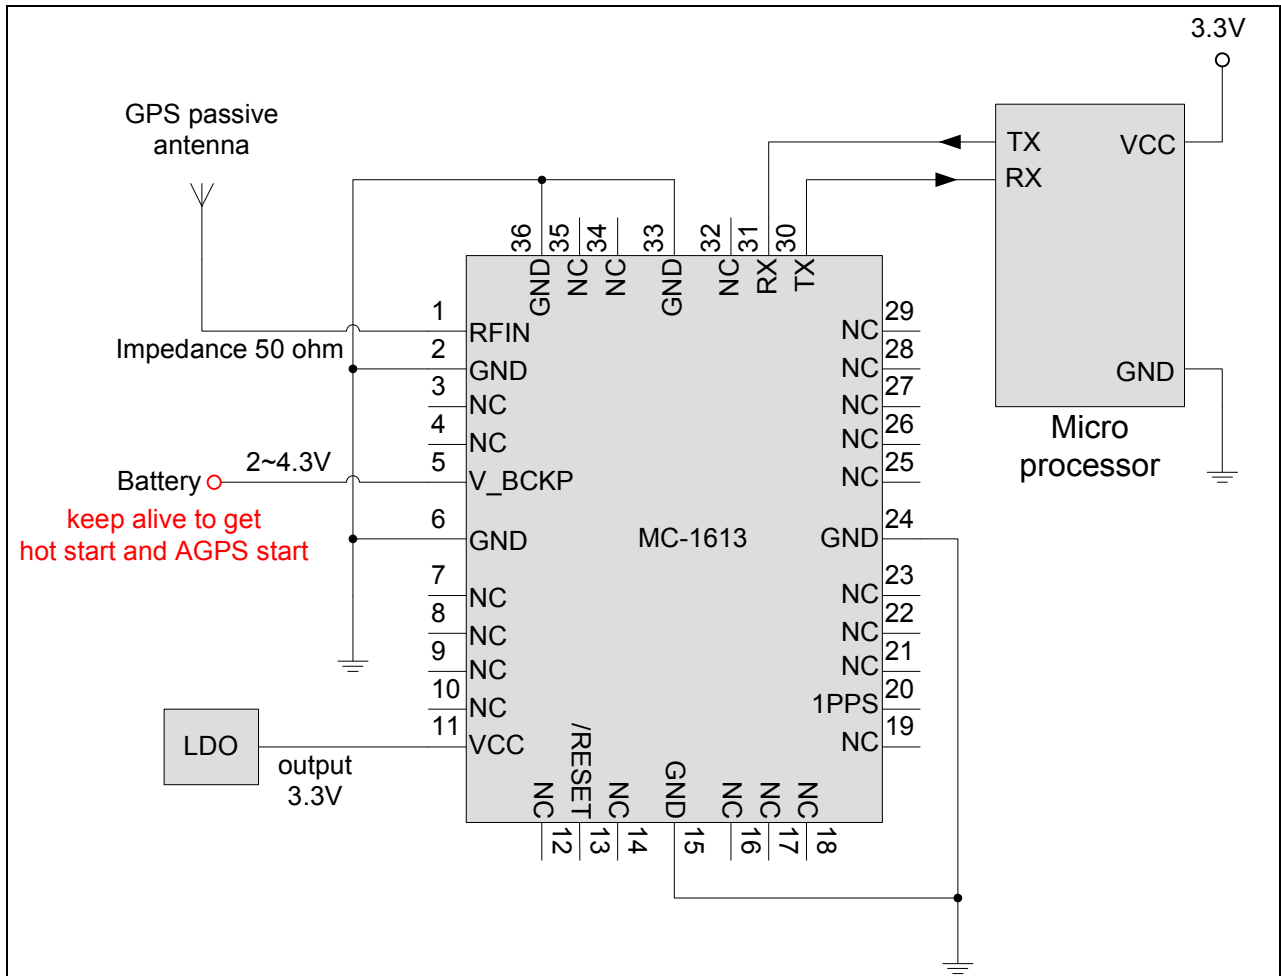 3.3V
GPS passive
antenna
TX
VCC
RX
GND
Micro
processor
36
35
34
33
32
31
30
GND
NC
NC
GND
NC
RX
TX
1
RFIN
Impedance 50 ohm
2
GND
3
NC
4
NC
2~4.3V
5
Battery
V_BCKP
keep alive to get
hot start and AGPS start
6
GND
7
NC
8
NC
9
NC
10
NC
11
VCC
LDO
output
3.3V
MC-1613
29
NC
28
NC
27
NC
26
NC
25
NC
24
GND
23
NC
22
NC
21
NC
20
1PPS
19
NC
NC
/RESET
NC
GND
NC
NC
NC
12
13
14
15
16
17
18